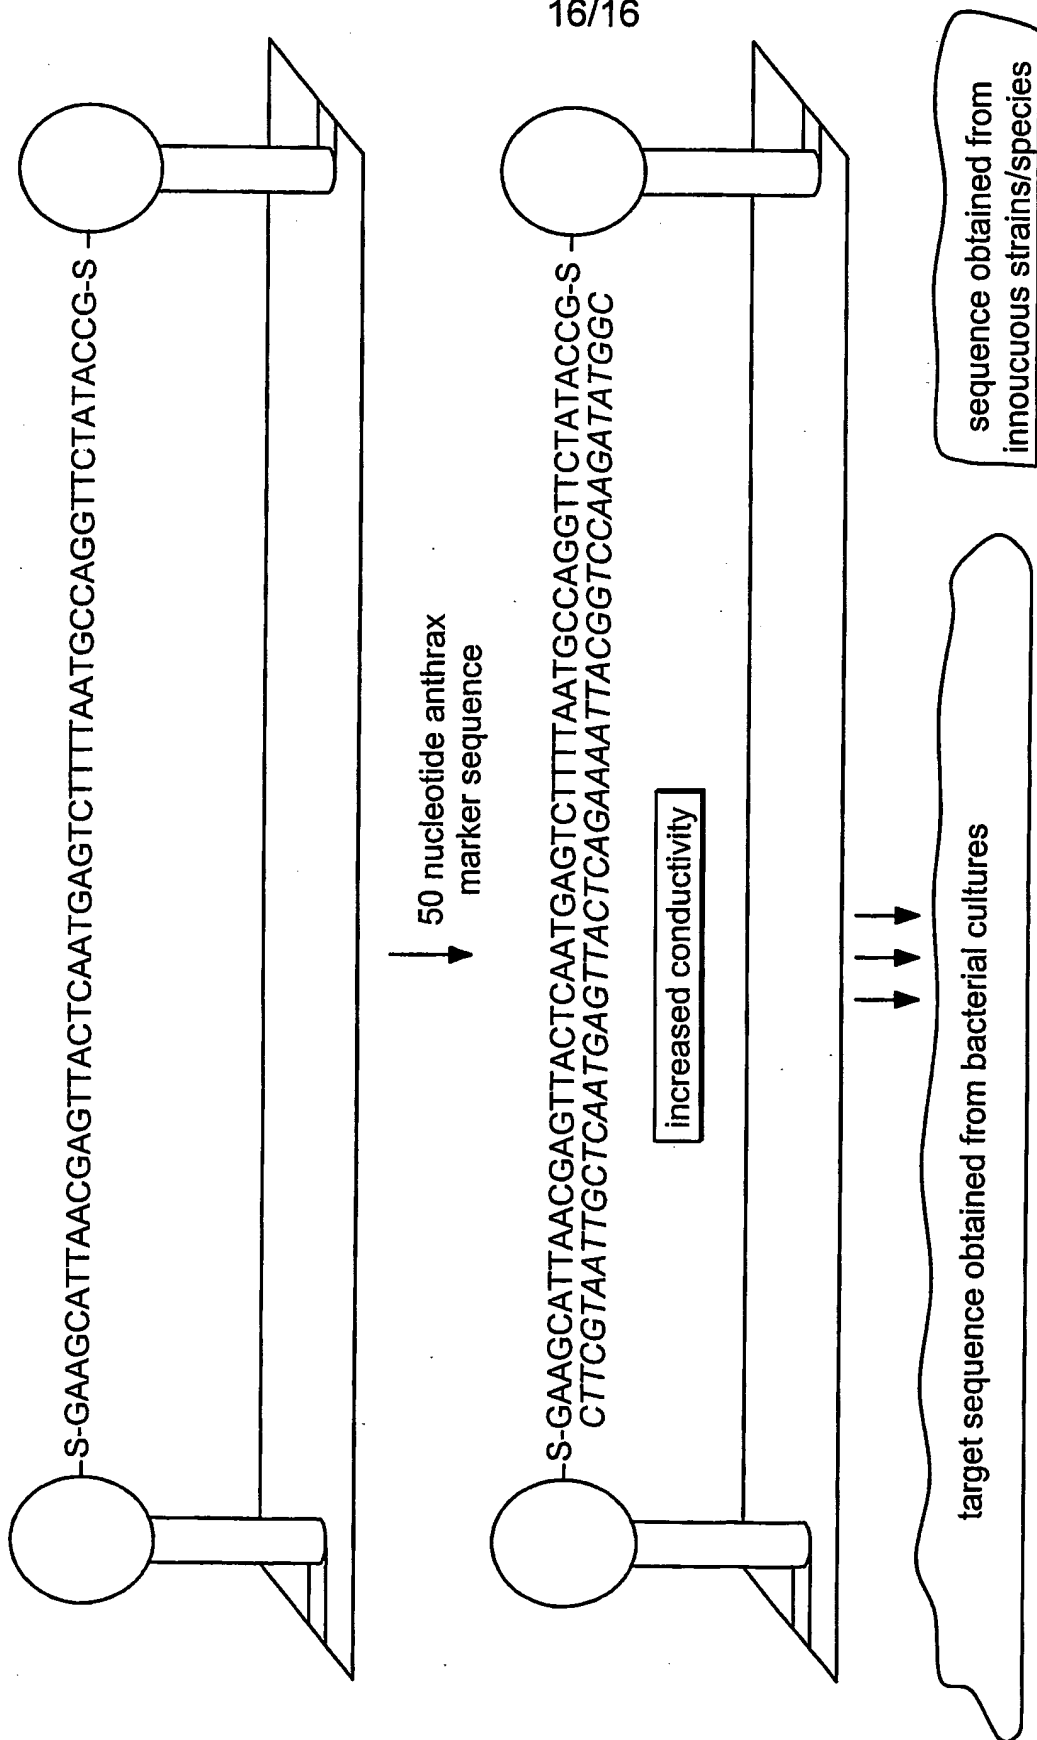 16/16
S-GAAGCATTAACGAGTTACTCAATGAGTCTTTTAATGCCAGGTTCTATACCG-S
50 nucleotide anthrax
marker sequence
S-GAAGCATTAACGAGTTACTCAATGAGTCTTTTAATGCCAGGTTCTATACCG-S
CTTCGTAATTGCTCAATGAGTTACTCAGAAAATTACGGTCCAAGATATGGC
increased conductivity
target sequence obtained from bacterial cultures
sequence obtained from
innoucuous strains/species